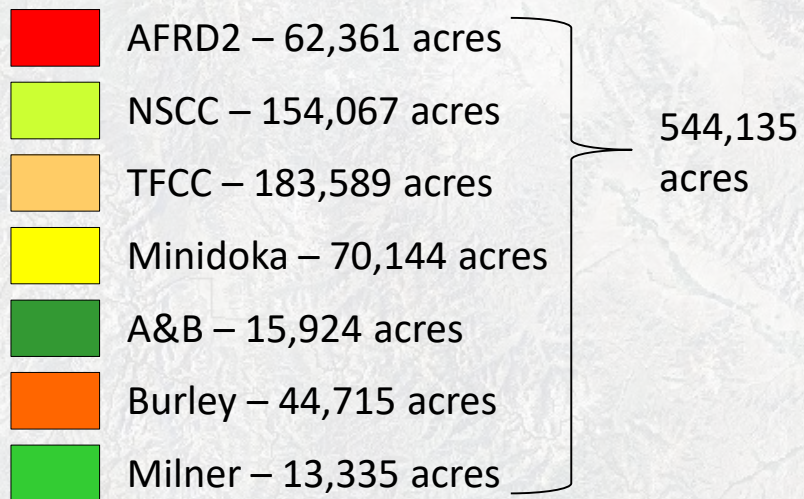 AFRD2 – 62,361 acres
NSCC – 154,067 acres
TFCC – 183,589 acres
Minidoka – 70,144 acres
A&B – 15,924 acres
Burley – 44,715 acres
Milner – 13,335 acres
544,135
acres